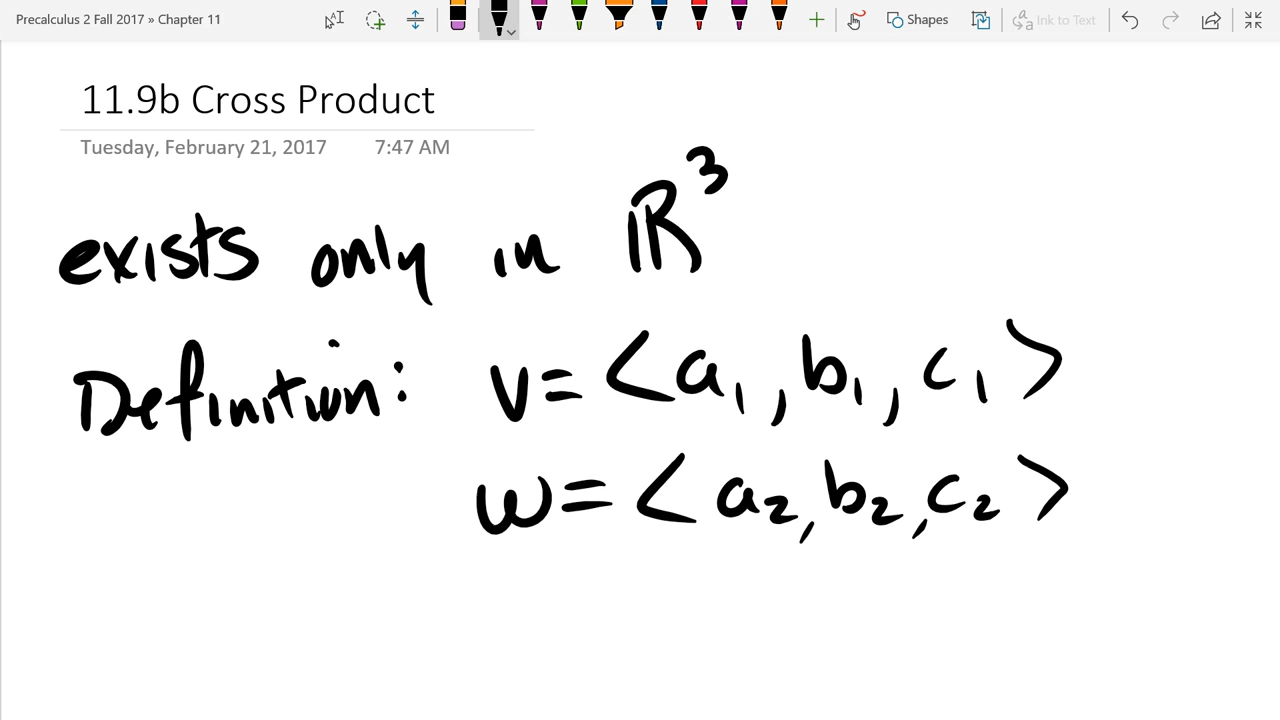 Precalculus 2 Fall 2017 » Chapter 11
Shapes
Ink to Text
11.9b Cross Product
Tuesday, February 21, 2017 7:47 AM
exists only in ℝ³
Definition: v = <a₁, b₁, c₁>
w = <a₂, b₂, c₂>